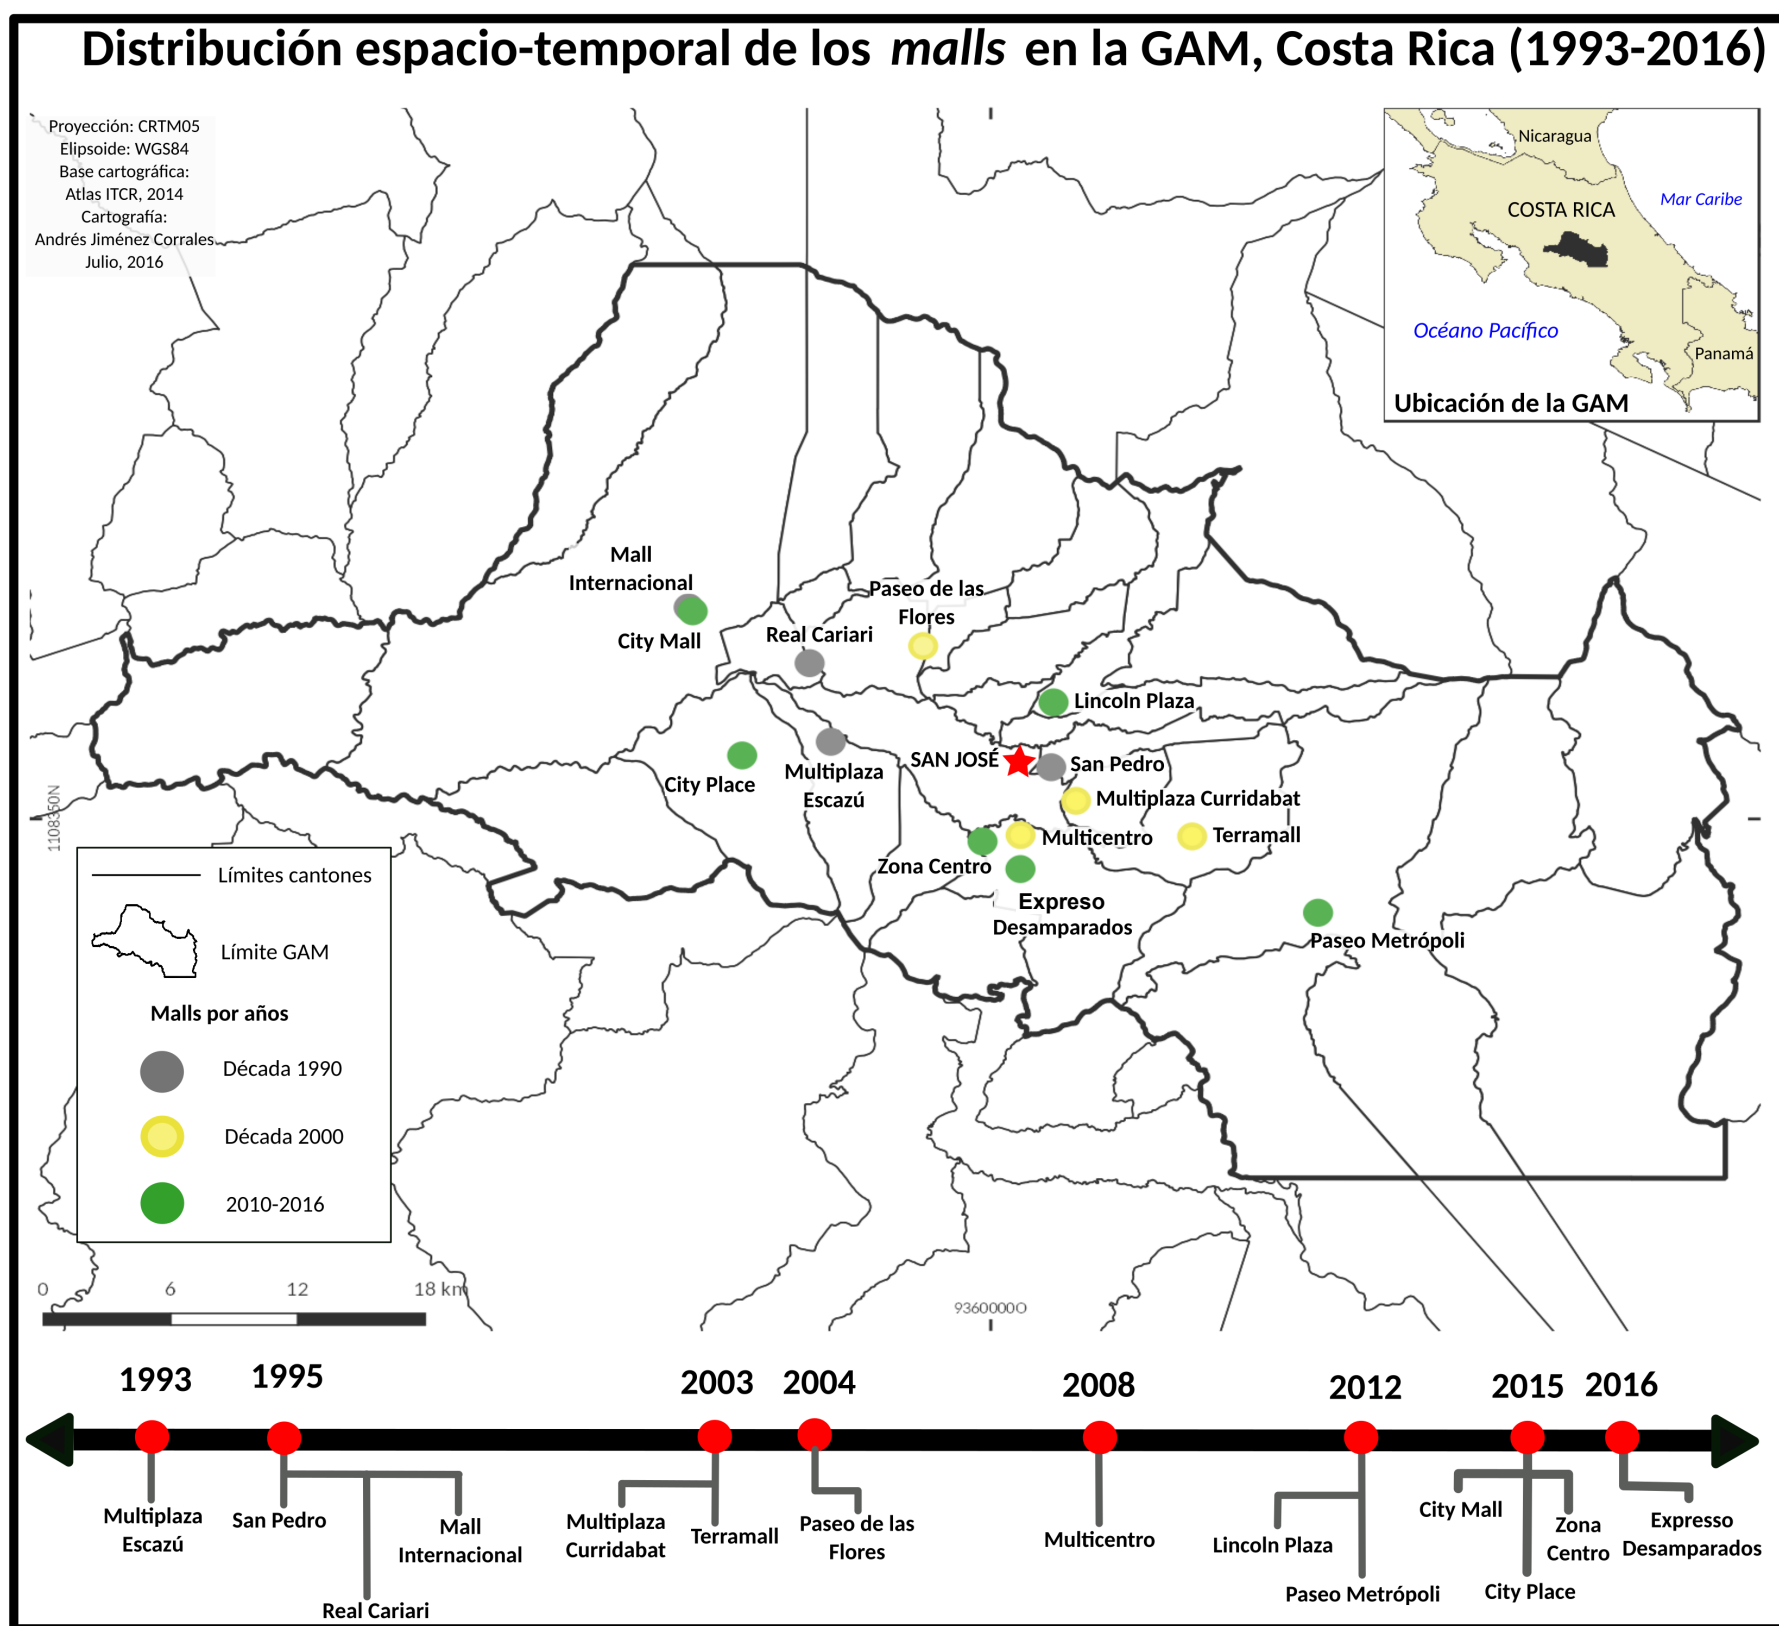 Distribución espacio-temporal de los malls en la GAM, Costa Rica (1993-2016)
Proyección: CRTM05
Elipsoide: WGS84
Base cartográfica:
Atlas ITCR, 2014
Cartografía:
Andrés Jiménez Corrales
Julio, 2016
Nicaragua
Mar Caribe
COSTA RICA
Océano Pacífico
Panamá
Ubicación de la GAM
Mall
Internacional
City Mall
Paseo de las
Flores
Real Cariari
Lincoln Plaza
SAN JOSÉ
San Pedro
City Place
Multiplaza
Escazú
Multiplaza Curridabat
Multicentro
Terramall
Zona Centro
Expreso
Desamparados
Paseo Metrópoli
1108350N
Límites cantones
Límite GAM
Malls por años
Década 1990
Década 2000
2010-2016
0 6 12 18 km
9360000O
1993 1995 2003 2004 2008 2012 2015 2016
Multiplaza
Escazú
San Pedro
Real Cariari
Mall
Internacional
Multiplaza
Curridabat
Terramall
Paseo de las
Flores
Multicentro
Lincoln Plaza
Paseo Metrópoli
City Mall
City Place
Zona
Centro
Expresso
Desamparados